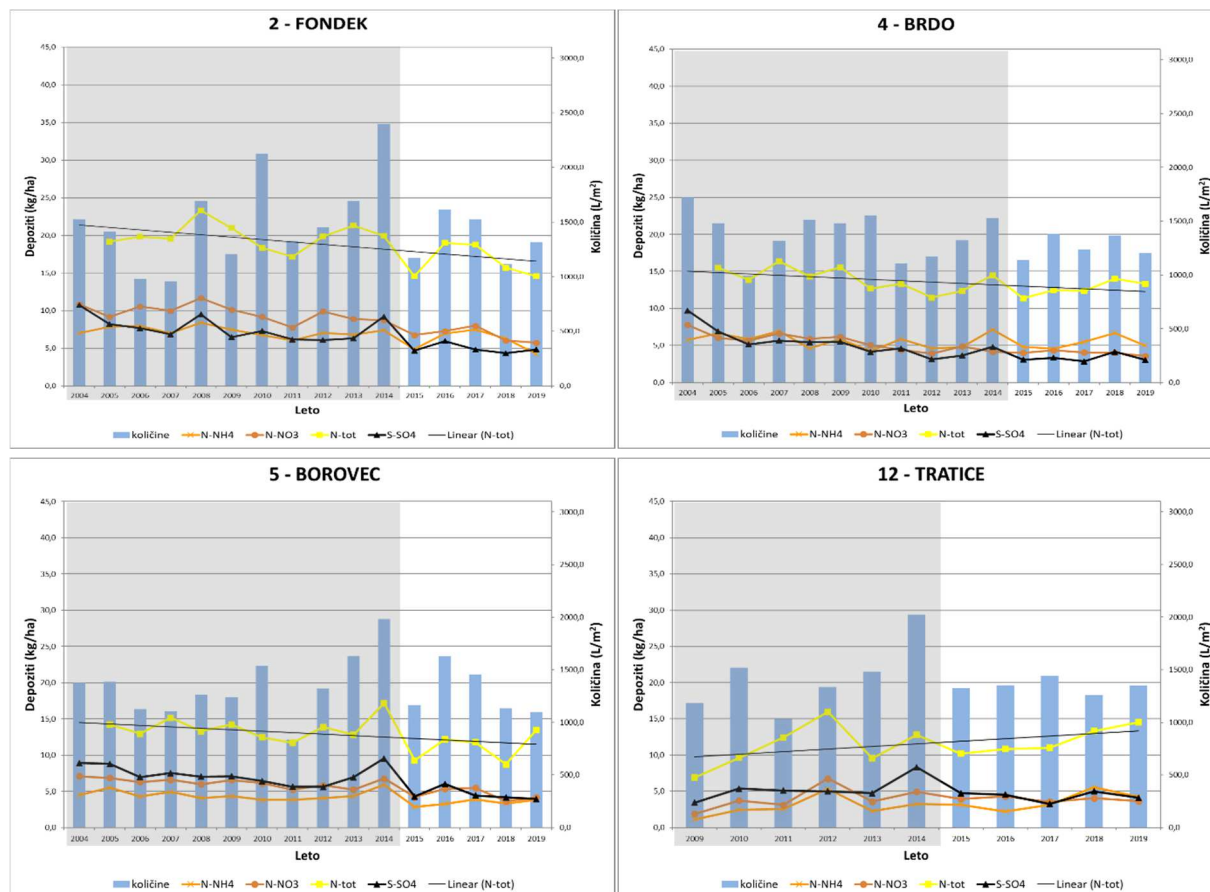 2 - FONDEK
Depoziti (kg/ha)
45,0
40,0
35,0
30,0
25,0
20,0
15,0
10,0
5,0
0,0
3000,0
2500,0
2000,0
1500,0
1000,0
500,0
0,0
Količina (L/m²)
2004 2005 2006 2007 2008 2009 2010 2011 2012 2013 2014 2015 2016 2017 2018 2019
Leto
količine N-NH4 N-NO3 N-tot S-SO4 Linear (N-tot)
4 - BRDO
Depoziti (kg/ha)
45,0
40,0
35,0
30,0
25,0
20,0
15,0
10,0
5,0
0,0
3000,0
2500,0
2000,0
1500,0
1000,0
500,0
0,0
Količina (L/m²)
2004 2005 2006 2007 2008 2009 2010 2011 2012 2013 2014 2015 2016 2017 2018 2019
Leto
količine N-NH4 N-NO3 N-tot S-SO4 Linear (N-tot)
5 - BOROVEC
Depoziti (kg/ha)
45,0
40,0
35,0
30,0
25,0
20,0
15,0
10,0
5,0
0,0
3000,0
2500,0
2000,0
1500,0
1000,0
500,0
0,0
Količina (L/m²)
2004 2005 2006 2007 2008 2009 2010 2011 2012 2013 2014 2015 2016 2017 2018 2019
Leto
količine N-NH4 N-NO3 N-tot S-SO4 Linear (N-tot)
12 - TRATICE
Depoziti (kg/ha)
45,0
40,0
35,0
30,0
25,0
20,0
15,0
10,0
5,0
0,0
3000,0
2500,0
2000,0
1500,0
1000,0
500,0
0,0
Količina (L/m²)
2009 2010 2011 2012 2013 2014 2015 2016 2017 2018 2019
Leto
količine N-NH4 N-NO3 N-tot S-SO4 Linear (N-tot)